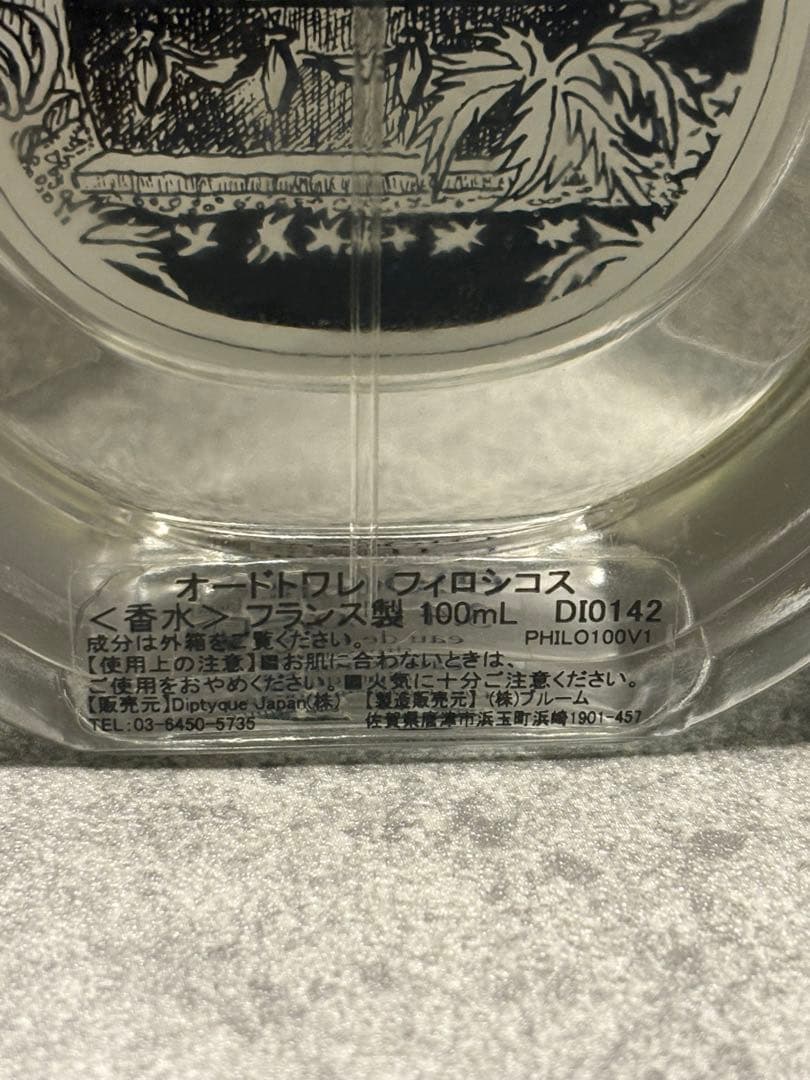 オードトワレ フィロシコス
<香水> フランス製 100mL DI0142
成分は外箱をご覧ください。 PHILO100V1
【使用上の注意】■お肌に合わないときは、
ご使用をおやめください。■火気に十分ご注意ください。
【販売元】Diptyque Japan(株) 【製造販売元】(株)ブルーム
TEL:03-6450-5735 佐賀県唐津市浜玉町浜崎1901-457
eau de